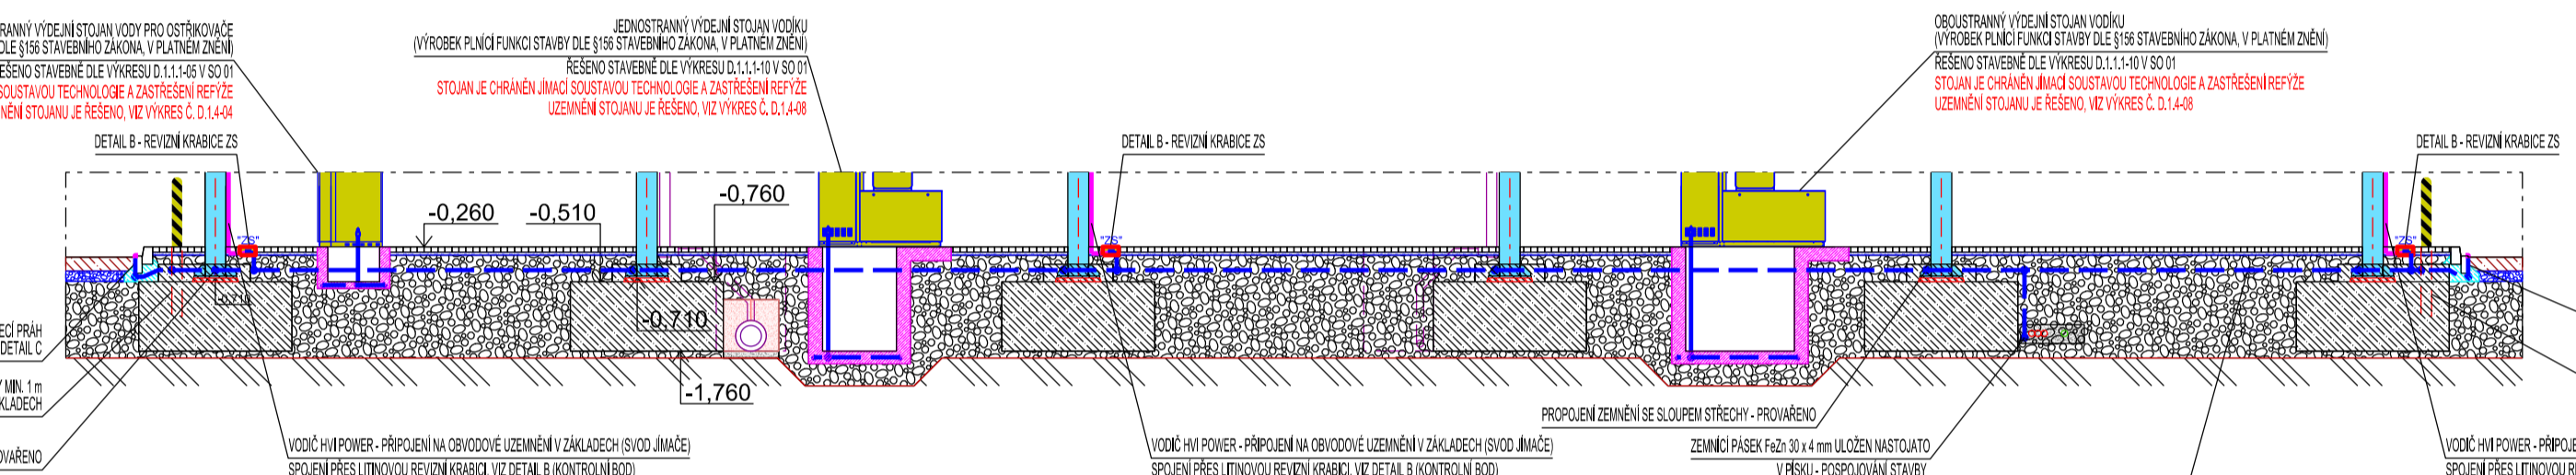 RANNÝ VÝDEJNÍ STOJAN VODY PRO OSTŘIKOVAČE
DLE §156 STAVEBNÍHO ZÁKONA, V PLATNÉM ZNĚNÍ)
EŠENO STAVEBNĚ DLE VÝKRESU D.1.1.1-05 V SO 01
SOUSTAVOU TECHNOLOGIE A ZASTŘEŠENÍ REFÝŽE
NĚNÍ STOJANU JE ŘEŠENO, VIZ VÝKRES Č. D.1.4-04
DETAIL B - REVIZNÍ KRABICE ZS
JEDNOSTRANNÝ VÝDEJNÍ STOJAN VODÍKU
(VÝROBEK PLNÍCÍ FUNKCI STAVBY DLE §156 STAVEBNÍHO ZÁKONA, V PLATNÉM ZNĚNÍ)
ŘEŠENO STAVEBNĚ DLE VÝKRESU D.1.1.1-10 V SO 01
STOJAN JE CHRÁNĚN JÍMACÍ SOUSTAVOU TECHNOLOGIE A ZASTŘEŠENÍ REFÝŽE
UZEMNĚNÍ STOJANU JE ŘEŠENO, VIZ VÝKRES Č. D.1.4-08
DETAIL B - REVIZNÍ KRABICE ZS
OBOUSTRANNÝ VÝDEJNÍ STOJAN VODÍKU
(VÝROBEK PLNÍCÍ FUNKCI STAVBY DLE §156 STAVEBNÍHO ZÁKONA, V PLATNÉM ZNĚNÍ)
ŘEŠENO STAVEBNĚ DLE VÝKRESU D.1.1.1-10 V SO 01
STOJAN JE CHRÁNĚN JÍMACÍ SOUSTAVOU TECHNOLOGIE A ZASTŘEŠENÍ REFÝŽE
UZEMNĚNÍ STOJANU JE ŘEŠENO, VIZ VÝKRES Č. D.1.4-08
DETAIL B - REVIZNÍ KRABICE ZS
-0,260
-0,510
-0,760
"ZS"
"ZS"
"ZS"
-0,710
-0,710
-1,760
ECÍ PRÁH
DETAIL C
Y MIN. 1 m
KLADECH
OVAŘENO
VODIČ HVI POWER - PŘIPOJENÍ NA OBVODOVÉ UZEMNĚNÍ V ZÁKLADECH (SVOD JÍMAČE)
SPOJENÍ PŘES LITINOVOU REVIZNÍ KRABICI, VIZ DETAIL B (KONTROLNÍ BOD)
VODIČ HVI POWER - PŘIPOJENÍ NA OBVODOVÉ UZEMNĚNÍ V ZÁKLADECH (SVOD JÍMAČE)
SPOJENÍ PŘES LITINOVOU REVIZNÍ KRABICI, VIZ DETAIL B (KONTROLNÍ BOD)
PROPOJENÍ ZEMNĚNÍ SE SLOUPEM STŘECHY - PROVAŘENO
ZEMNÍCÍ PÁSEK FeZn 30 x 4 mm ULOŽEN NASTOJATO
V PÍSKU - POSPOJOVÁNÍ STAVBY
VODIČ HVI POWER - PŘIPOJE
SPOJENÍ PŘES LITINOVOU R